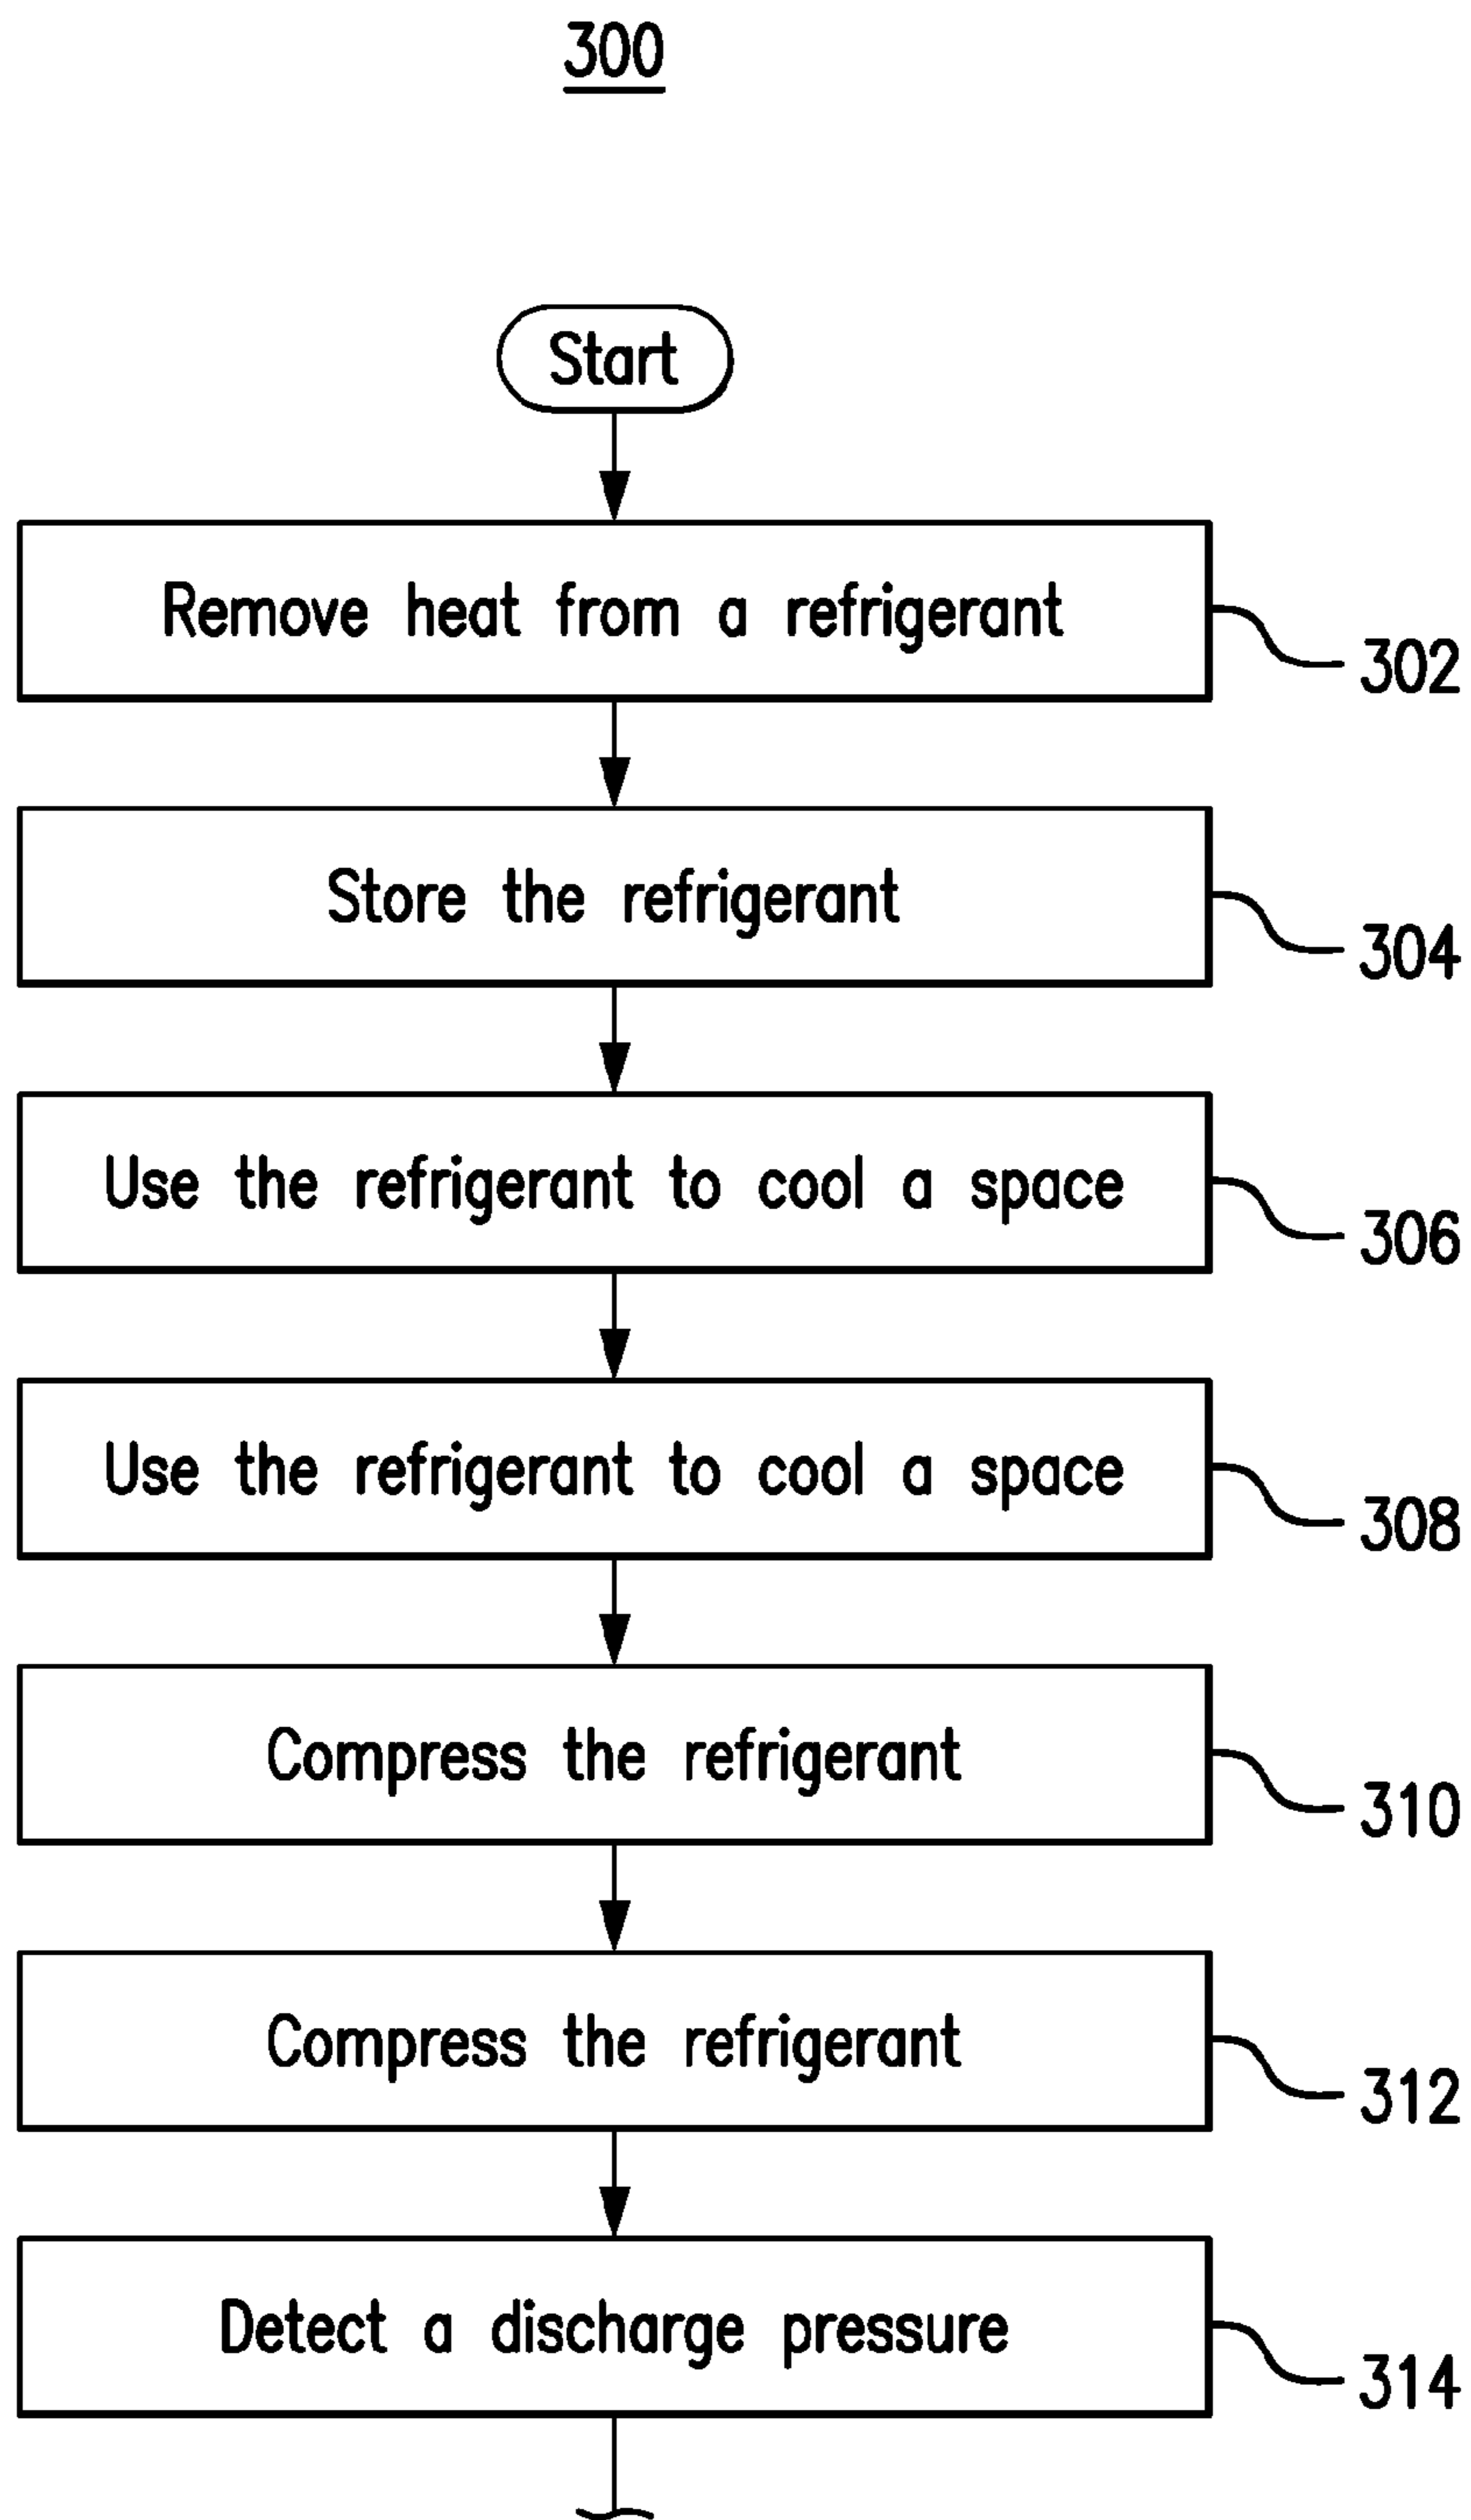 300
Start
Remove heat from a refrigerant
302
Store the refrigerant
304
Use the refrigerant to cool a space
306
Use the refrigerant to cool a space
308
Compress the refrigerant
310
Compress the refrigerant
312
Detect a discharge pressure
314